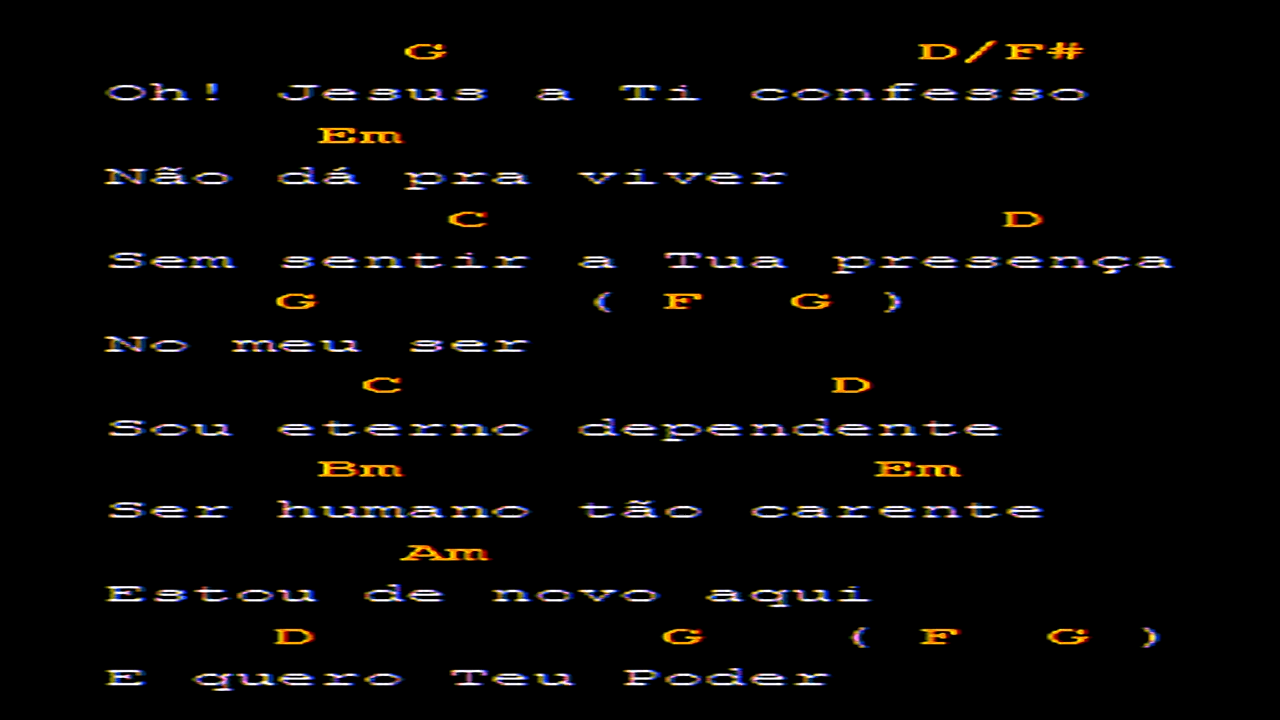 G D/F#
Oh! Jesus a Ti confesso
Em
Não dá pra viver
C D
Sem sentir a Tua presença
G ( F G )
No meu ser
C D
Sou eterno dependente
Bm Em
Ser humano tão carente
Am
Estou de novo aqui
D G ( F G )
E quero Teu Poder